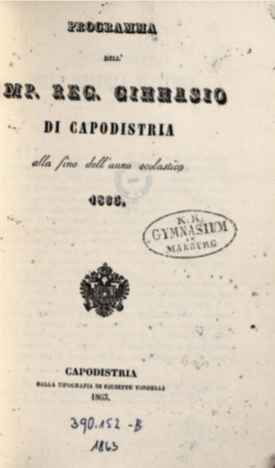 PROGRAMMA
DELL'
IMP. REG. GINNASIO
DI CAPODISTRIA
alla fine dell'anno scolastico
1863.
K. K.
GYMNASIUM
IN
MARBURG
CAPODISTRIA
DALLA TIPOGRAFIA DI GIUSEPPE TONDELLI
1863.
390.152 -B
1863